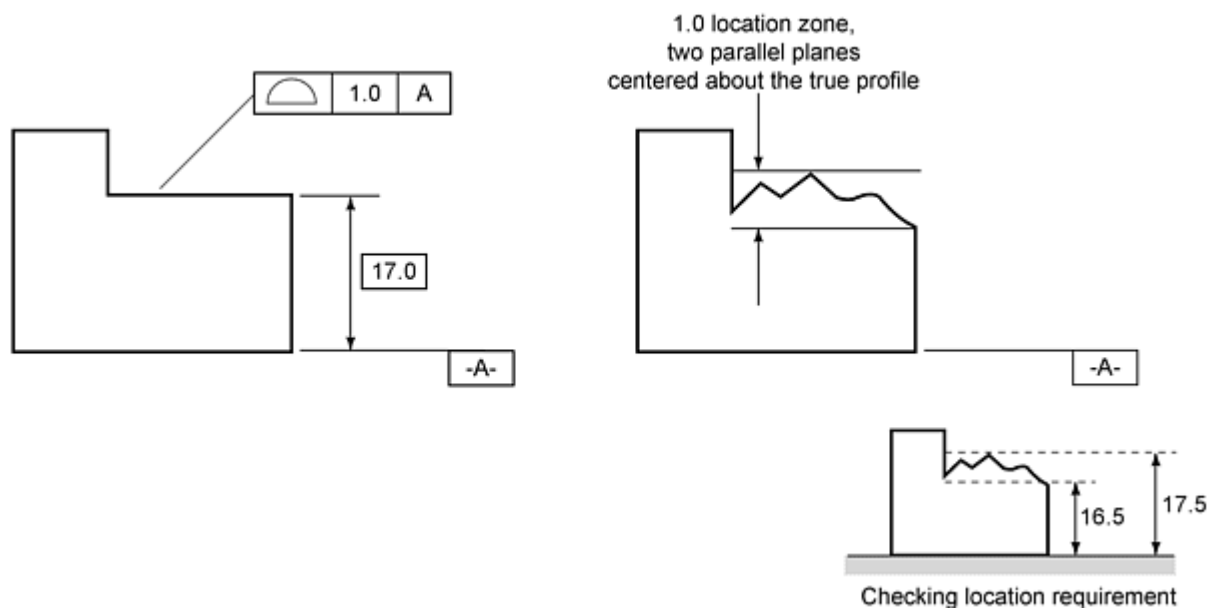 1.0 location zone,
two parallel planes
centered about the true profile
1.0 A
17.0
-A-
-A-
16.5
17.5
Checking location requirement